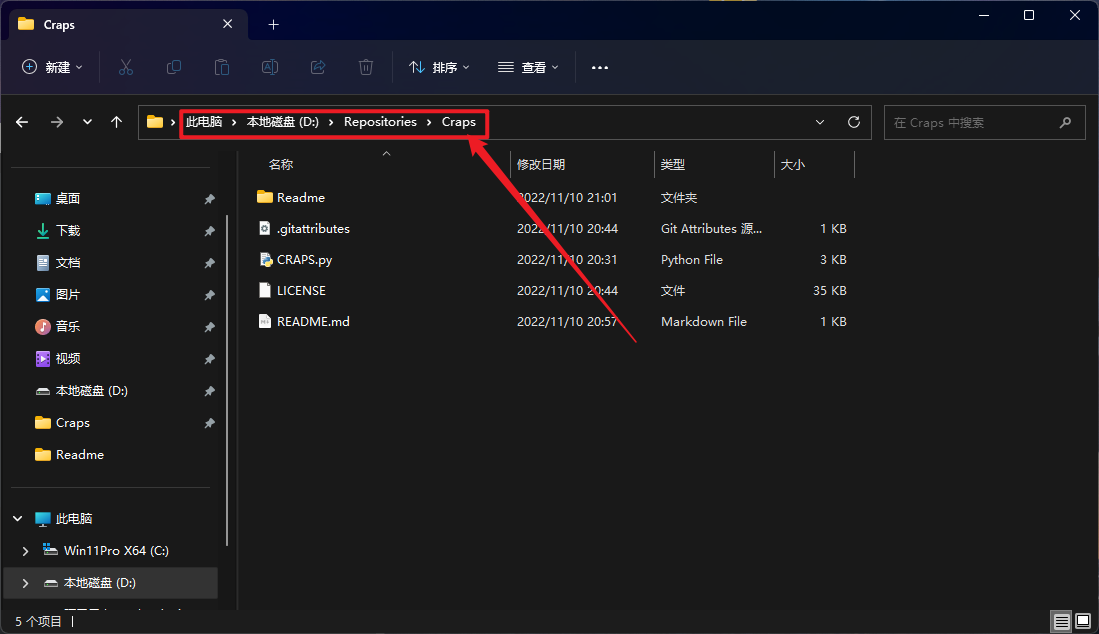 Craps
新建
排序
查看
此电脑 本地磁盘 (D:) Repositories Craps
在 Craps 中搜索
名称 修改日期 类型 大小
桌面
下载
文档
图片
音乐
视频
本地磁盘 (D:)
Craps
Readme
此电脑
Win11Pro X64 (C:)
本地磁盘 (D:)
Readme 2022/11/10 21:01 文件夹
.gitattributes 2022/11/10 20:44 Git Attributes 源... 1 KB
CRAPS.py 2022/11/10 20:31 Python File 3 KB
LICENSE 2022/11/10 20:44 文件 35 KB
README.md 2022/11/10 20:57 Markdown File 1 KB
5 个项目